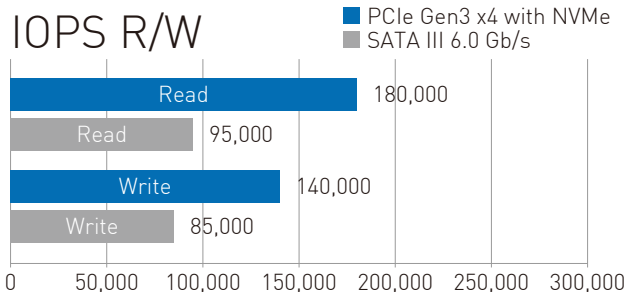 IOPS R/W
PCIe Gen3 x4 with NVMe
SATA III 6.0 Gb/s
Read 180,000
Read 95,000
Write 140,000
Write 85,000
0 50,000 100,000 150,000 200,000 250,000 300,000